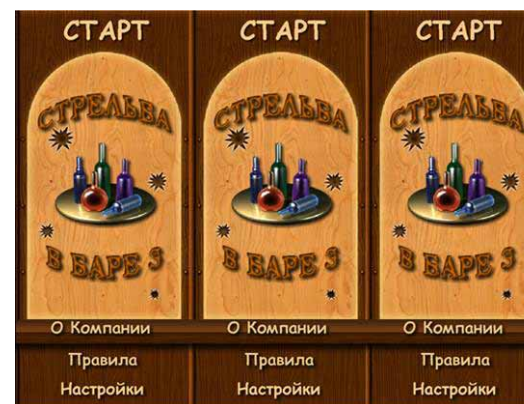 СТАРТ СТАРТ СТАРТ
СТРЕЛЬБА СТРЕЛЬБА СТРЕЛЬБА
В БАРЕ 3 В БАРЕ 3 В БАРЕ 3
О Компании О Компании О Компании
Правила Правила Правила
Настройки Настройки Настройки